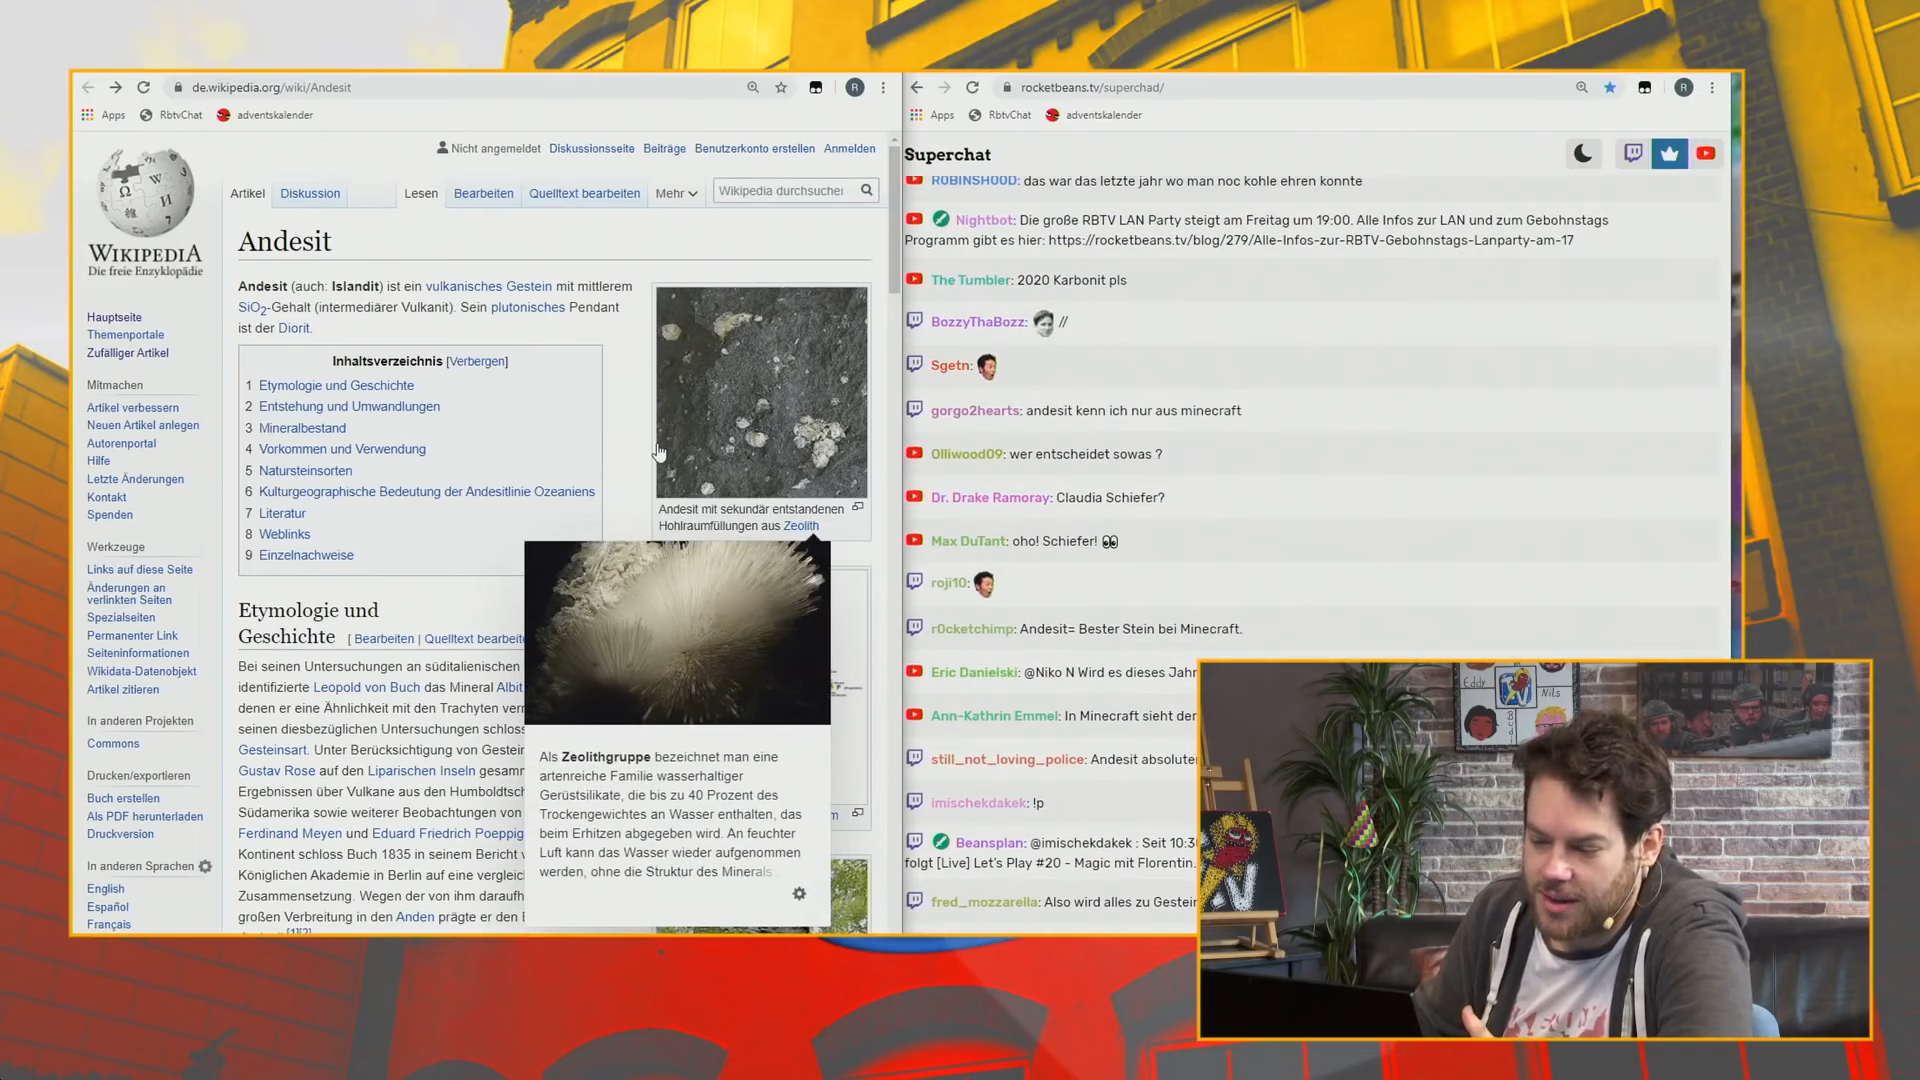 de.wikipedia.org/wiki/Andesit
Apps
RbtvChat
adventskalender
WIKIPEDIA
Die freie Enzyklopädie
Hauptseite
Themenportale
Zufälliger Artikel
Mitmachen
Artikel verbessern
Neuen Artikel anlegen
Autorenportal
Hilfe
Letzte Änderungen
Kontakt
Spenden
Werkzeuge
Links auf diese Seite
Änderungen an
verlinkten Seiten
Spezialseiten
Permanenter Link
Seiteninformationen
Wikidata-Datenobjekt
Artikel zitieren
In anderen Projekten
Commons
Drucken/exportieren
Buch erstellen
Als PDF herunterladen
Druckversion
In anderen Sprachen
English
Español
Français
Nicht angemeldet Diskussionsseite Beiträge Benutzerkonto erstellen Anmelden
Artikel Diskussion Lesen Bearbeiten Quelltext bearbeiten Mehr Wikipedia durchsuchen
Andesit
Andesit (auch: Islandit) ist ein vulkanisches Gestein mit mittlerem
SiO2-Gehalt (intermediärer Vulkanit). Sein plutonisches Pendant
ist der Diorit.
Inhaltsverzeichnis [Verbergen]
1 Etymologie und Geschichte
2 Entstehung und Umwandlungen
3 Mineralbestand
4 Vorkommen und Verwendung
5 Natursteinsorten
6 Kulturgeographische Bedeutung der Andesitlinie Ozeaniens
7 Literatur
8 Weblinks
9 Einzelnachweise
Andesit mit sekundär entstandenen
Hohlraumfüllungen aus Zeolith
Etymologie und
Geschichte [ Bearbeiten | Quelltext bearbeite
Bei seinen Untersuchungen an süditalienischen
identifizierte Leopold von Buch das Mineral Albit
denen er eine Ähnlichkeit mit den Trachyten ver
seinen diesbezüglichen Untersuchungen schloss
Gesteinsart. Unter Berücksichtigung von Gestein
Gustav Rose auf den Liparischen Inseln gesam
Ergebnissen über Vulkane aus den Humboldtsch
Südamerika sowie weiterer Beobachtungen von
Ferdinand Meyen und Eduard Friedrich Poeppig
Kontinent schloss Buch 1835 in seinem Bericht v
Königlichen Akademie in Berlin auf eine vergleich
Zusammensetzung. Wegen der von ihm daraufh
großen Verbreitung in den Anden prägte er den B
[1][2]
Als Zeolithgruppe bezeichnet man eine
artenreiche Familie wasserhaltiger
Gerüstsilikate, die bis zu 40 Prozent des
Trockengewichtes an Wasser enthalten, das
beim Erhitzen abgegeben wird. An feuchter
Luft kann das Wasser wieder aufgenommen
werden, ohne die Struktur des Minerals
R
rocketbeans.tv/superchad/
R
Apps
RbtvChat
adventskalender
Superchat
ROBINSHOOD: das war das letzte jahr wo man noc kohle ehren konnte
Nightbot: Die große RBTV LAN Party steigt am Freitag um 19:00. Alle Infos zur LAN und zum Gebohnstags
Programm gibt es hier: https://rocketbeans.tv/blog/279/Alle-Infos-zur-RBTV-Gebohnstags-Lanparty-am-17
The Tumbler: 2020 Karbonit pls
BozzyThaBozz: //
Sgetn:
gorgo2hearts: andesit kenn ich nur aus minecraft
Olliwood09: wer entscheidet sowas ?
Dr. Drake Ramoray: Claudia Schiefer?
Max DuTant: oho! Schiefer! 👀
roji10:
r0cketchimp: Andesit= Bester Stein bei Minecraft.
Eric Danielski: @Niko N Wird es dieses Jahr
Ann-Kathrin Emmel: In Minecraft sieht der
still_not_loving_police: Andesit absoluter
imischekdakek: !p
Beansplan: @imischekdakek : Seit 10:30
folgt [Live] Let's Play #20 - Magic mit Florentin.
fred_mozzarella: Also wird alles zu Gestein
Eddy
Nils